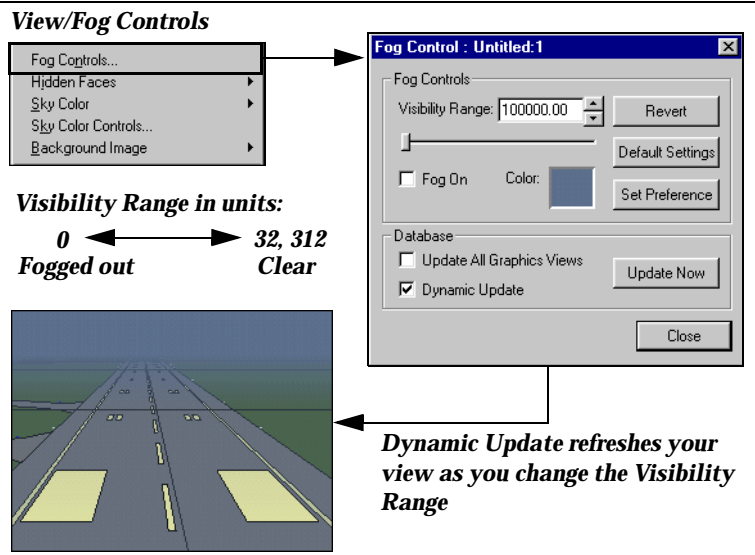 View/Fog Controls
Fog Controls...
Hidden Faces
Sky Color
Sky Color Controls...
Background Image
Fog Control : Untitled:1
Fog Controls
Visibility Range: 100000.00
Revert
Default Settings
Fog On
Color:
Set Preference
Database
Update All Graphics Views
Dynamic Update
Update Now
Close
Visibility Range in units:
0 32, 312
Fogged out Clear
Dynamic Update refreshes your
view as you change the Visibility
Range